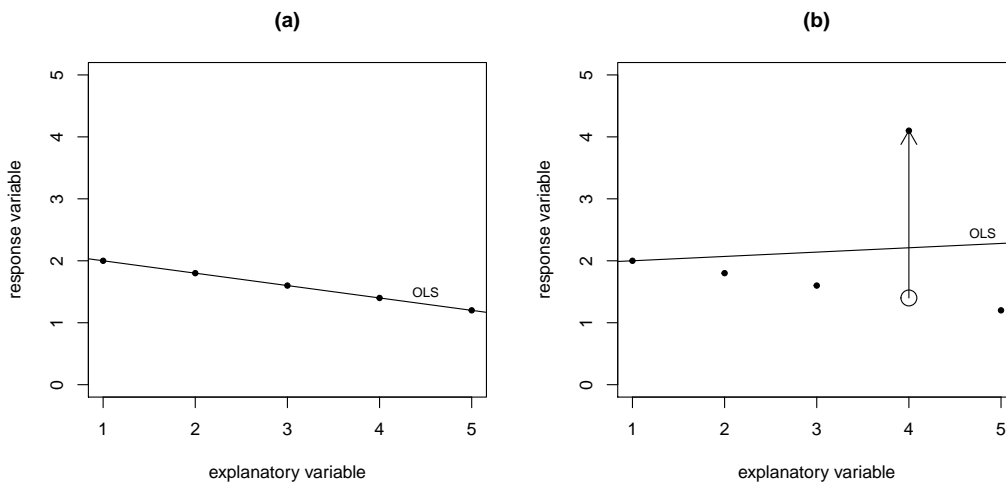 (a)
response variable
5
4
3
2
1
0
OLS
1 2 3 4 5
explanatory variable
(b)
response variable
5
4
3
2
1
0
OLS
1 2 3 4 5
explanatory variable